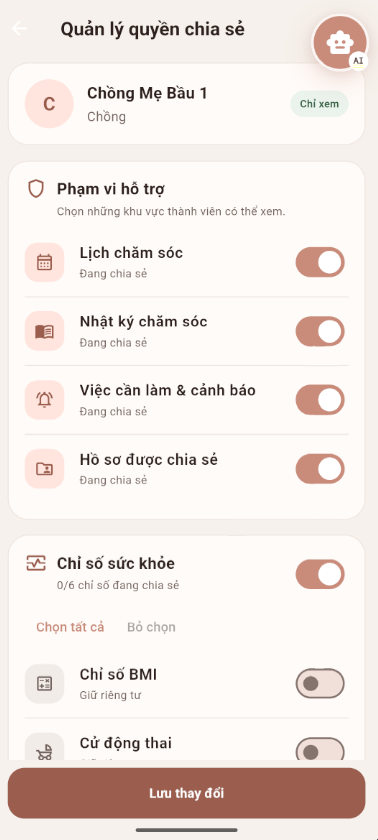 Quản lý quyền chia sẻ
AI
C
Chồng Mẹ Bầu 1
Chồng
Chỉ xem
Phạm vi hỗ trợ
Chọn những khu vực thành viên có thể xem.
Lịch chăm sóc
Đang chia sẻ
Nhật ký chăm sóc
Đang chia sẻ
Việc cần làm & cảnh báo
Đang chia sẻ
Hồ sơ được chia sẻ
Đang chia sẻ
Chỉ số sức khỏe
0/6 chỉ số đang chia sẻ
Chọn tất cả Bỏ chọn
Chỉ số BMI
Giữ riêng tư
Cử động thai
Lưu thay đổi